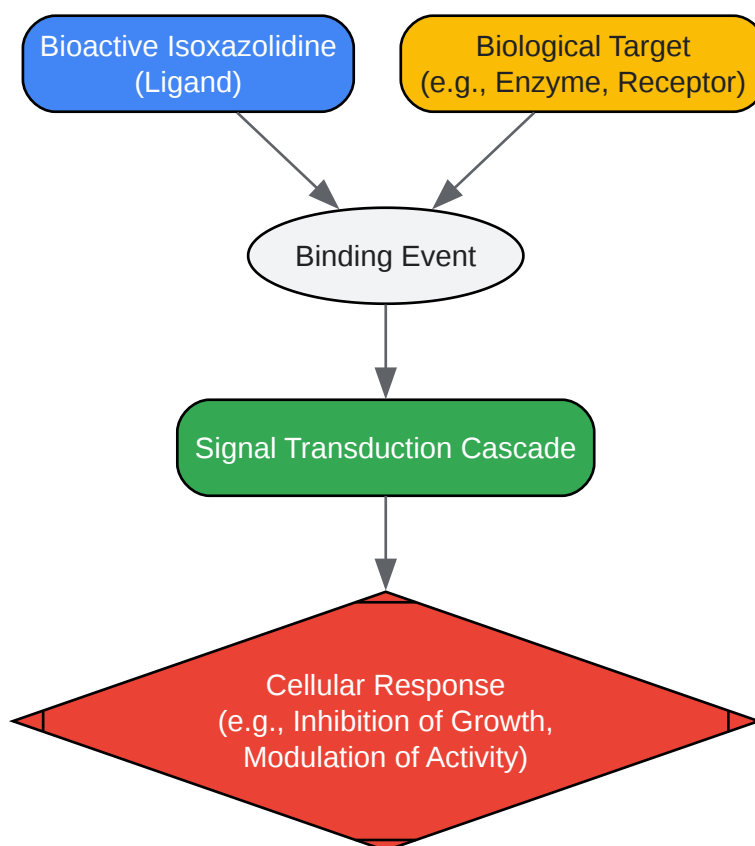 Bioactive Isoxazolidine
(Ligand)
Biological Target
(e.g., Enzyme, Receptor)
Binding Event
Signal Transduction Cascade
Cellular Response
(e.g., Inhibition of Growth,
Modulation of Activity)